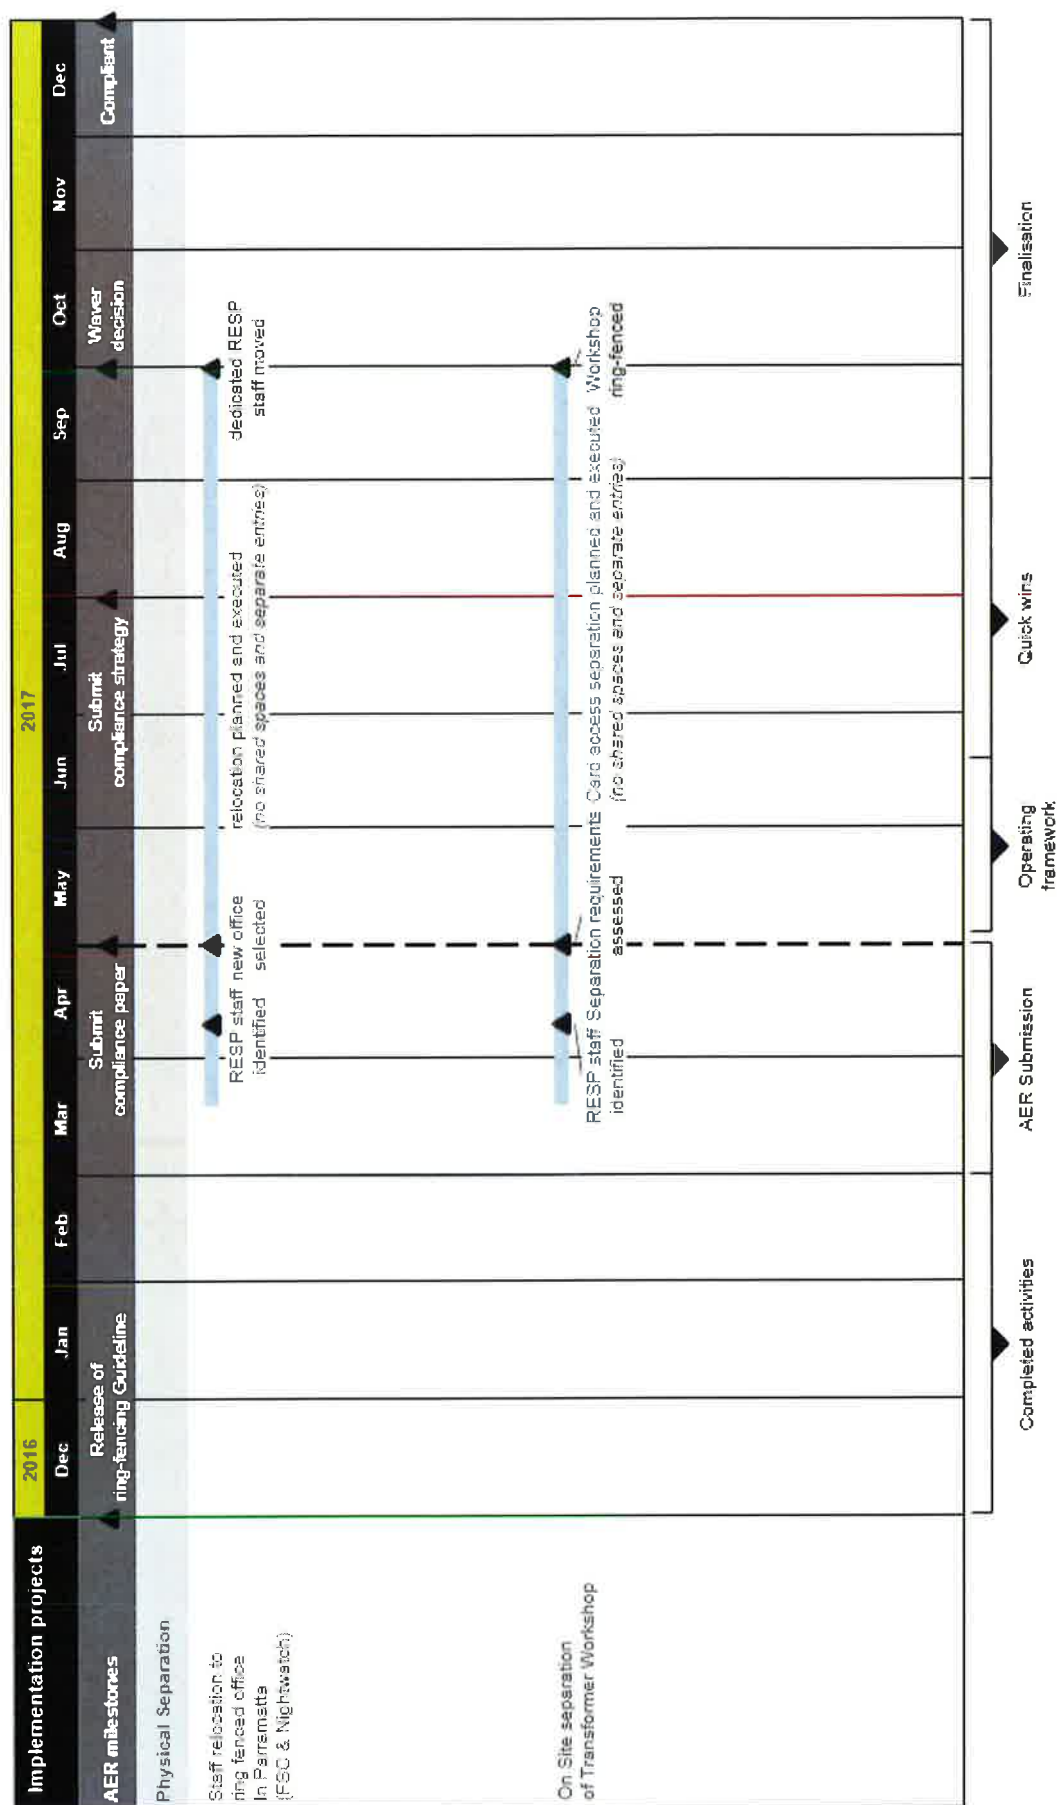 Implementation projects
2016
2017
Dec
Jan
Feb
Mar
Apr
May
Jun
Jul
Aug
Sep
Oct
Nov
Dec
AER milestones
Release of
ring-fencing Guideline
Submit
compliance paper
Submit
compliance strategy
Waver
decision
Compliant
Physical Separation
Staff relocation to
ring fenced office
In Parramatta
(FSC & Nightwatch)
RESP staff
identified
new office
selected
relocation planned and executed
(no shared spaces and separate entries)
dedicated RESP
staff moved
On Site separation
of Transformer Workshop
RESP staff
identified
Separation requirements
assessed
Card access separation planned and executed
(no shared spaces and separate entries)
Workshop
ring-fenced
Completed activities
AER Submission
Operating
framework
Quick wins
Finalisation